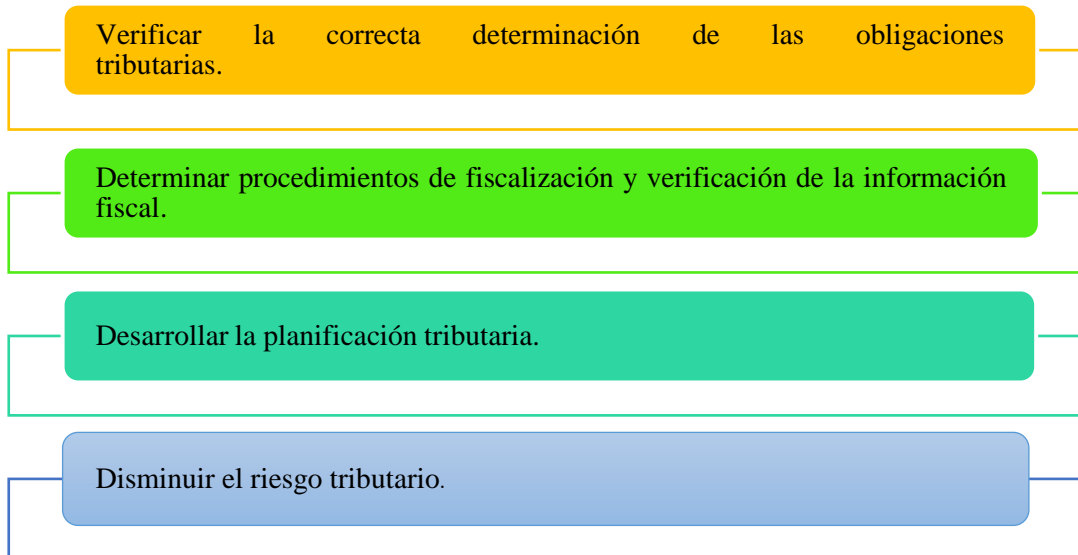 Verificar la correcta determinación de las obligaciones
tributarias.
Determinar procedimientos de fiscalización y verificación de la información
fiscal.
Desarrollar la planificación tributaria.
Disminuir el riesgo tributario.